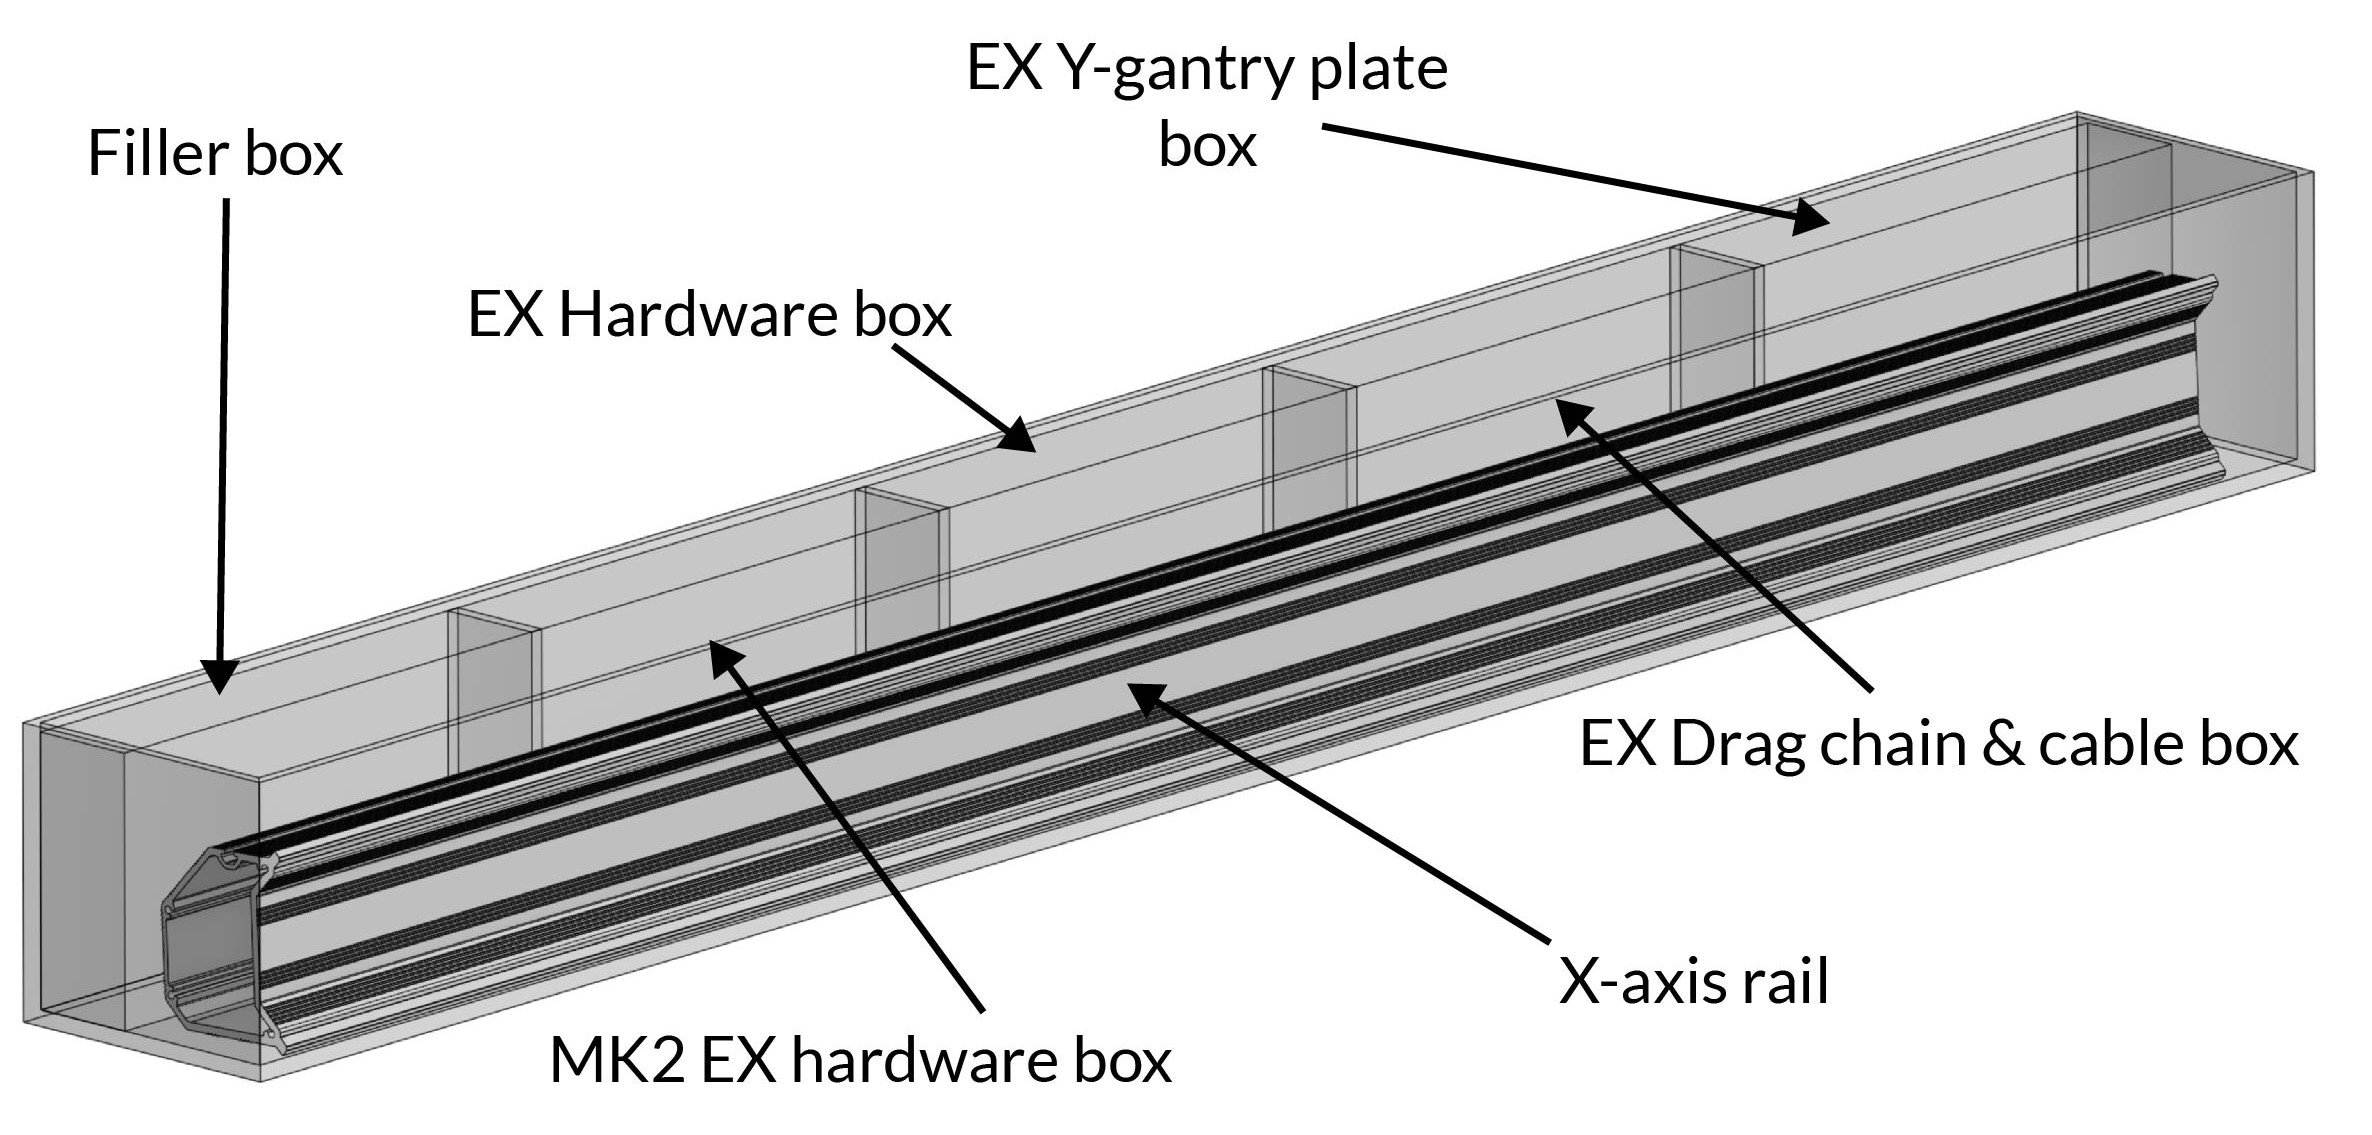 EX Y-gantry plate
box
Filler box
EX Hardware box
EX Drag chain & cable box
X-axis rail
MK2 EX hardware box